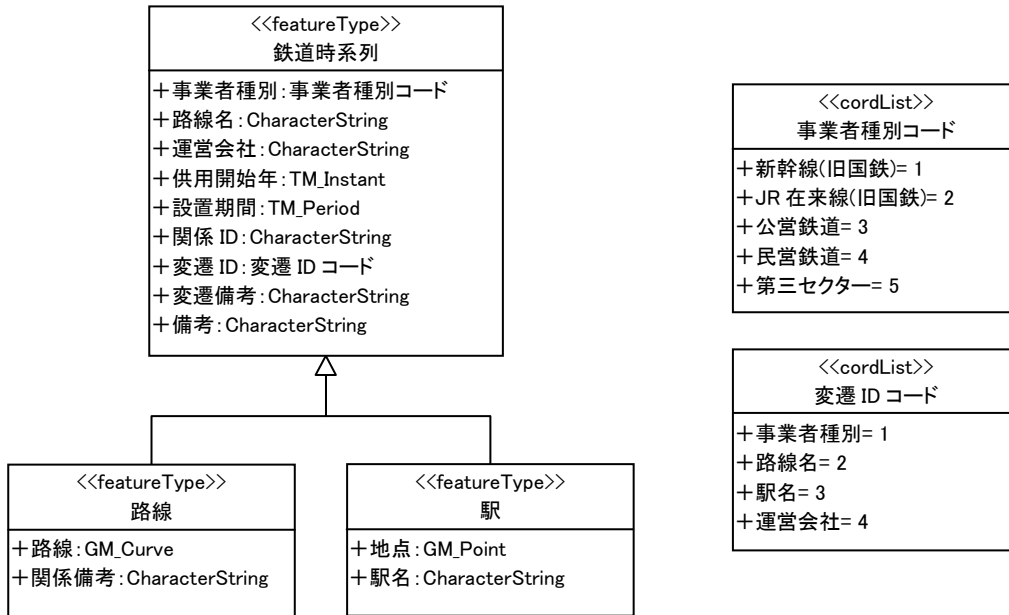 <<featureType>>
鉄道時系列
+事業者種別:事業者種別コード
+路線名:CharacterString
+運営会社:CharacterString
+供用開始年:TM_Instant
+設置期間:TM_Period
+関係 ID:CharacterString
+変遷 ID:変遷 ID コード
+変遷備考:CharacterString
+備考:CharacterString
<<cordList>>
事業者種別コード
+新幹線(旧国鉄)= 1
+JR 在来線(旧国鉄)= 2
+公営鉄道= 3
+民営鉄道= 4
+第三セクター= 5
<<cordList>>
変遷 ID コード
+事業者種別= 1
+路線名= 2
+駅名= 3
+運営会社= 4
<<featureType>>
路線
+路線:GM_Curve
+関係備考:CharacterString
<<featureType>>
駅
+地点:GM_Point
+駅名:CharacterString